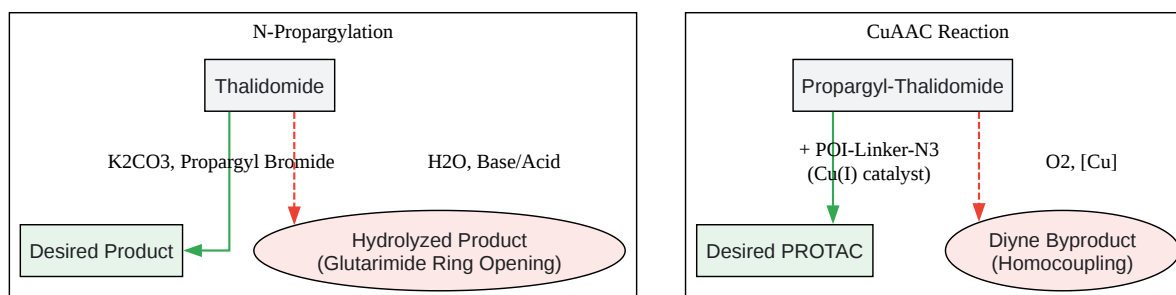 N-Propargylation
Thalidomide
K2CO3, Propargyl Bromide
H2O, Base/Acid
Desired Product
Hydrolyzed Product
(Glutarimide Ring Opening)
CuAAC Reaction
Propargyl-Thalidomide
+ POI-Linker-N3
(Cu(I) catalyst)
O2, [Cu]
Desired PROTAC
Diyne Byproduct
(Homocoupling)